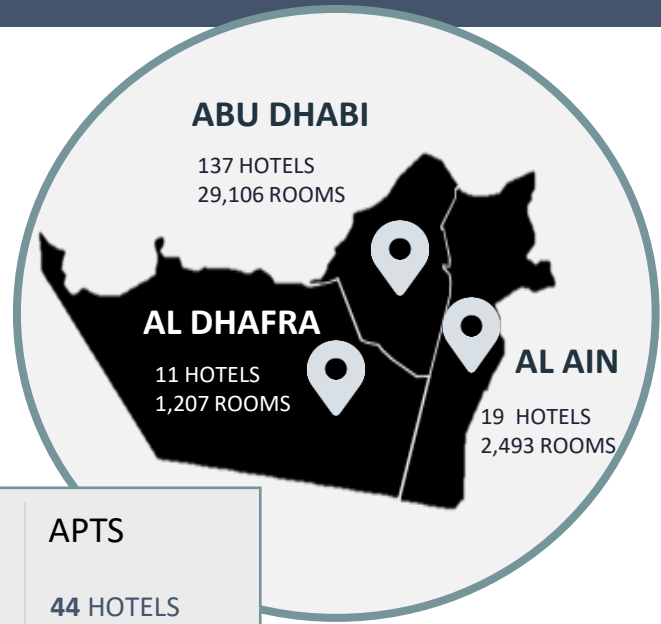 ABU DHABI
137 HOTELS
29,106 ROOMS
AL DHAFRA
11 HOTELS
1,207 ROOMS
AL AIN
19 HOTELS
2,493 ROOMS
APTS
44 HOTELS